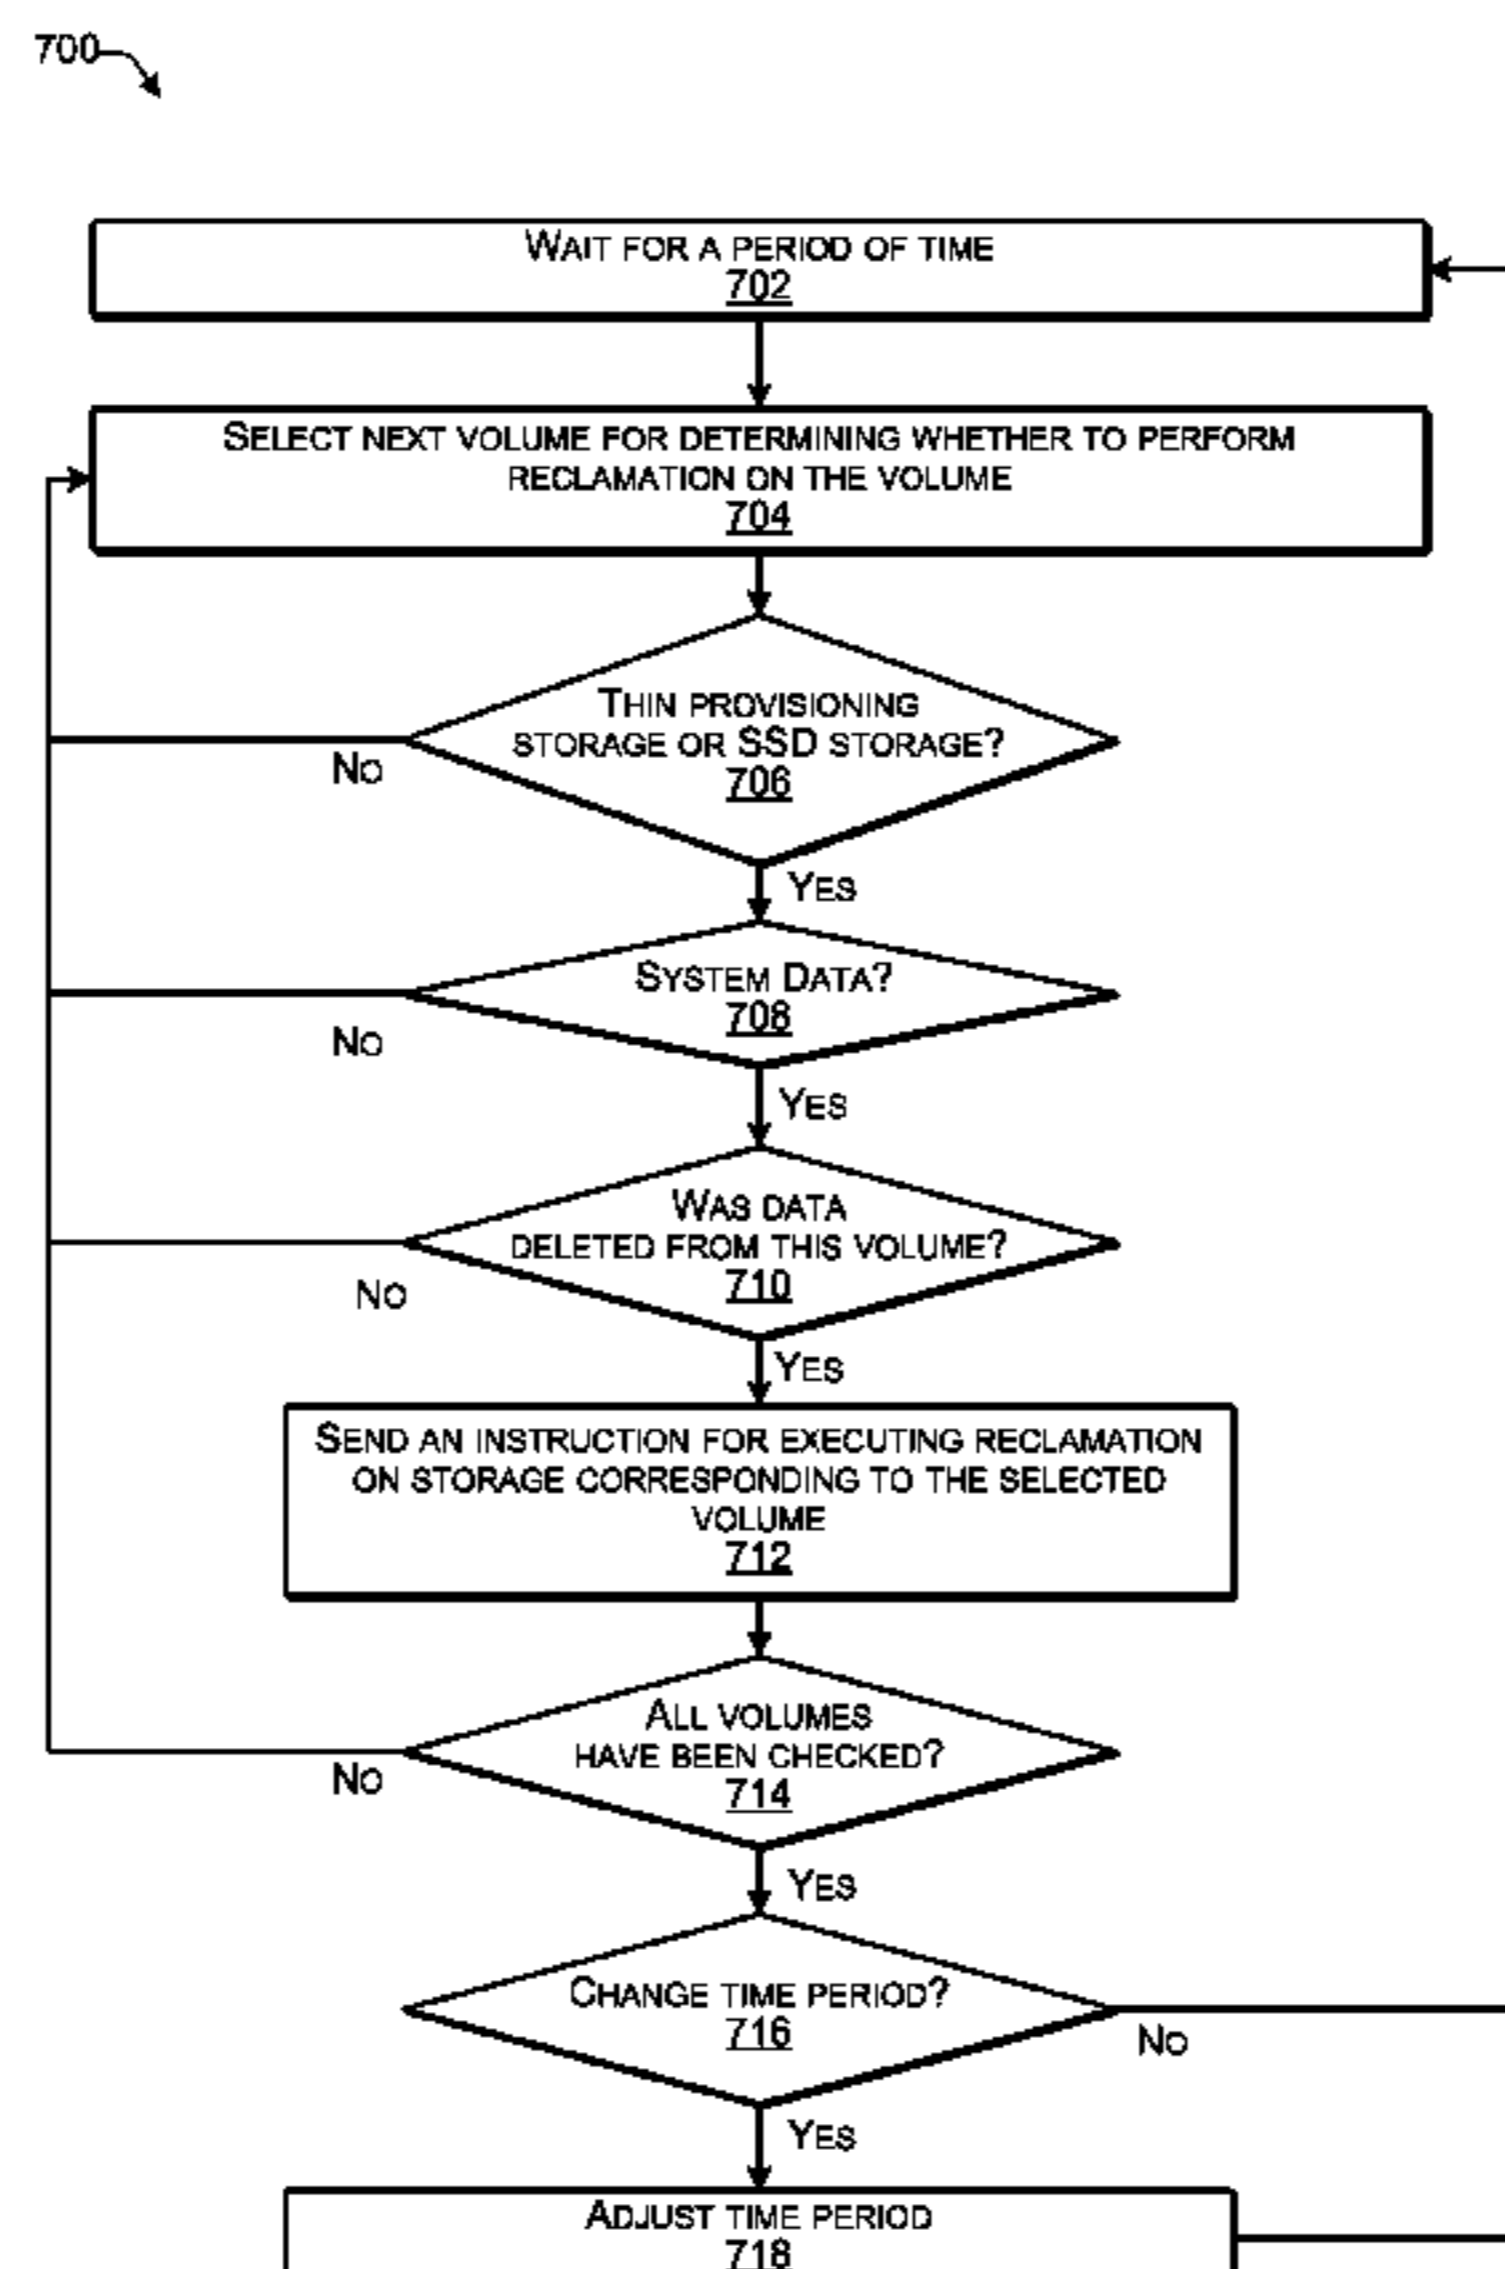 700
WAIT FOR A PERIOD OF TIME
702
SELECT NEXT VOLUME FOR DETERMINING WHETHER TO PERFORM
RECLAMATION ON THE VOLUME
704
THIN PROVISIONING
STORAGE OR SSD STORAGE?
706
NO
YES
SYSTEM DATA?
708
NO
YES
WAS DATA
DELETED FROM THIS VOLUME?
710
NO
YES
SEND AN INSTRUCTION FOR EXECUTING RECLAMATION
ON STORAGE CORRESPONDING TO THE SELECTED
VOLUME
712
ALL VOLUMES
HAVE BEEN CHECKED?
714
NO
YES
CHANGE TIME PERIOD?
716
NO
YES
ADJUST TIME PERIOD
718